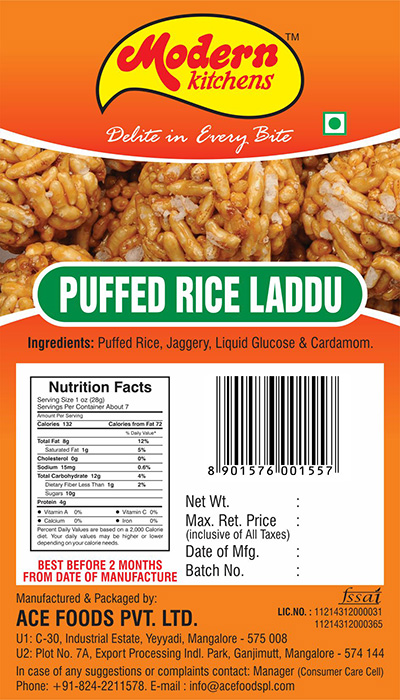 Modern™
kitchens
Delite in Every Bite
PUFFED RICE LADDU
Ingredients: Puffed Rice, Jaggery, Liquid Glucose & Cardamom.
Nutrition Facts
Serving Size 1 oz (28g)
Servings Per Container About 7
Amount Per Serving
Calories 132 Calories from Fat 72
% Daily Value*
Total Fat 8g 12%
Saturated Fat 1g 5%
Cholesterol 0g 0%
Sodium 15mg 0.6%
Total Carbohydrate 12g 4%
Dietary Fiber Less Than 1g 2%
Sugars 10g
Protein 4g
• Vitamin A 0% • Vitamin C 0%
• Calcium 0% • Iron 0%
Percent Daily Values are based on a 2,000 Calorie
diet. Your daily values may be higher or lower
depending on your calorie needs.
BEST BEFORE 2 MONTHS
FROM DATE OF MANUFACTURE
8 901576 001557
Net Wt. :
Max. Ret. Price :
(inclusive of All Taxes)
Date of Mfg. :
Batch No. :
Manufactured & Packaged by:
ACE FOODS PVT. LTD.
fssai
LIC.NO. : 11214312000031
11214312000365
U1: C-30, Industrial Estate, Yeyyadi, Mangalore - 575 008
U2: Plot No. 7A, Export Processing Indl. Park, Ganjimutt, Mangalore - 574 144
In case of any suggestions or complaints contact: Manager (Consumer Care Cell)
Phone: +91-824-2211578. E-mail : info@acefoodspl.com